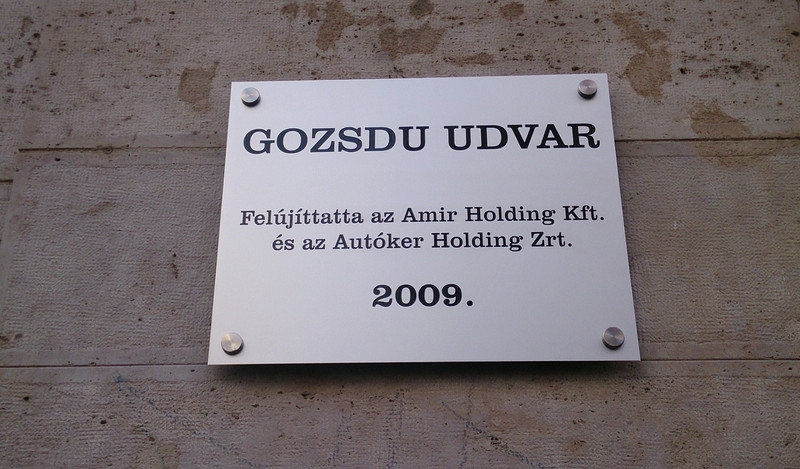 GOZSDU UDVAR
Felújíttatta az Amir Holding Kft.
és az Autóker Holding Zrt.
2009.